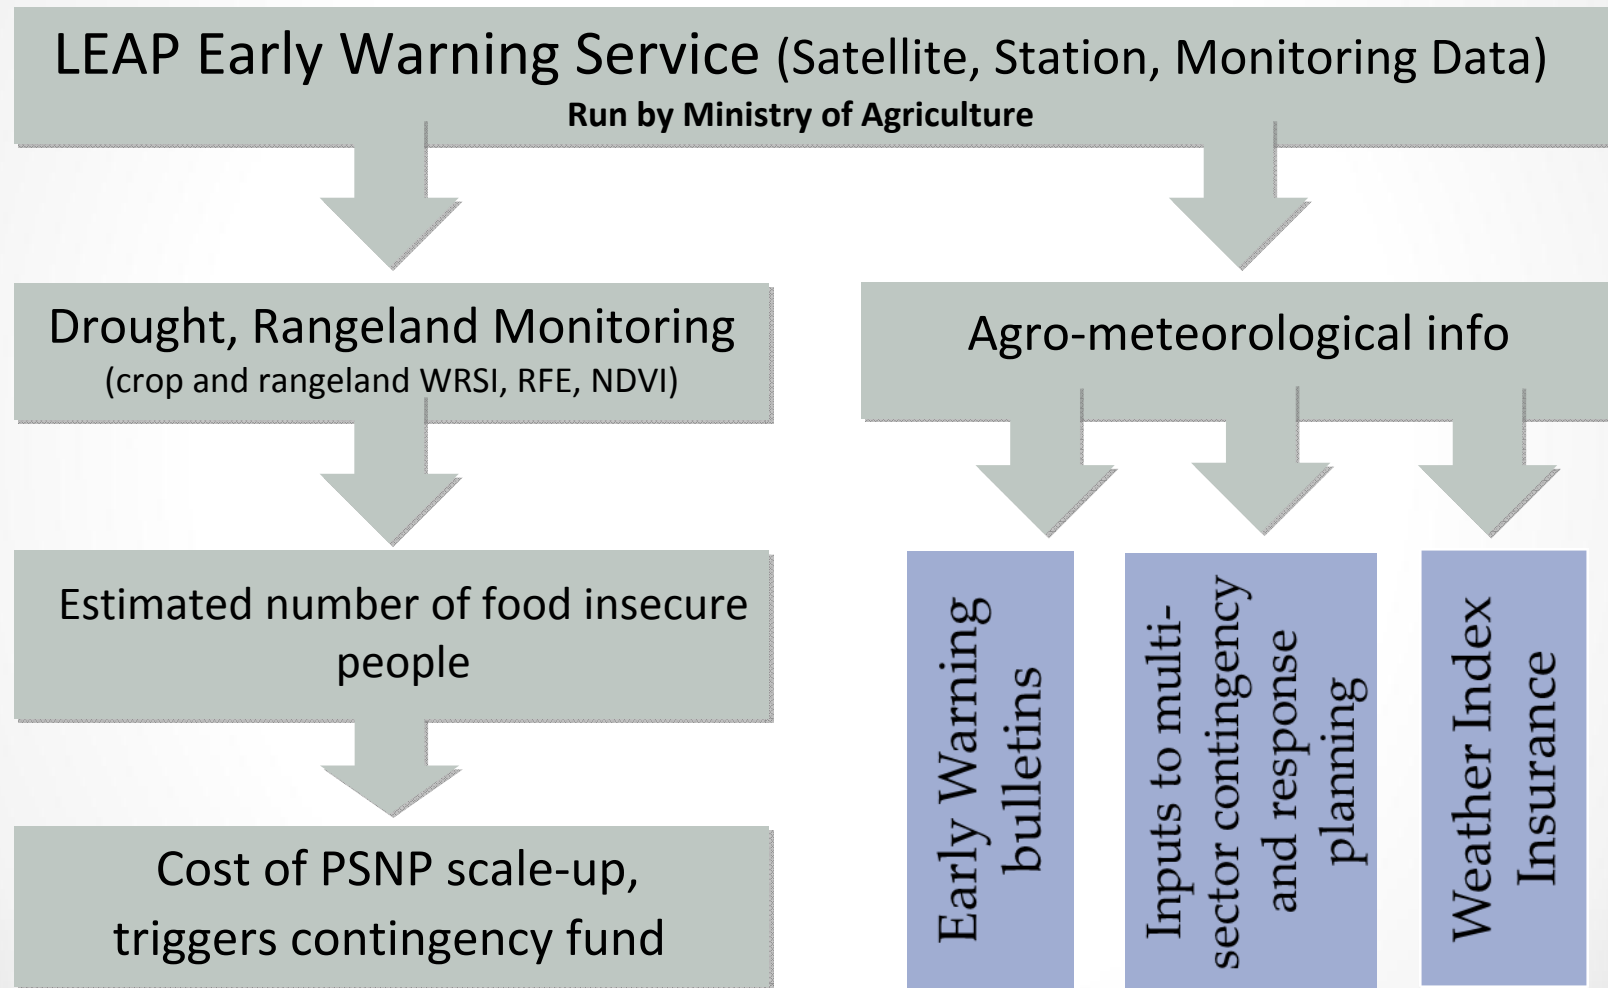 LEAP Early Warning Service (Satellite, Station, Monitoring Data)
Run by Ministry of Agriculture
Drought, Rangeland Monitoring
(crop and rangeland WRSI, RFE, NDVI)
Agro-meteorological info
Estimated number of food insecure
people
Cost of PSNP scale-up,
triggers contingency fund
Early Warning
bulletins
Inputs to multi-
sector contingency
and response
planning
Weather Index
Insurance